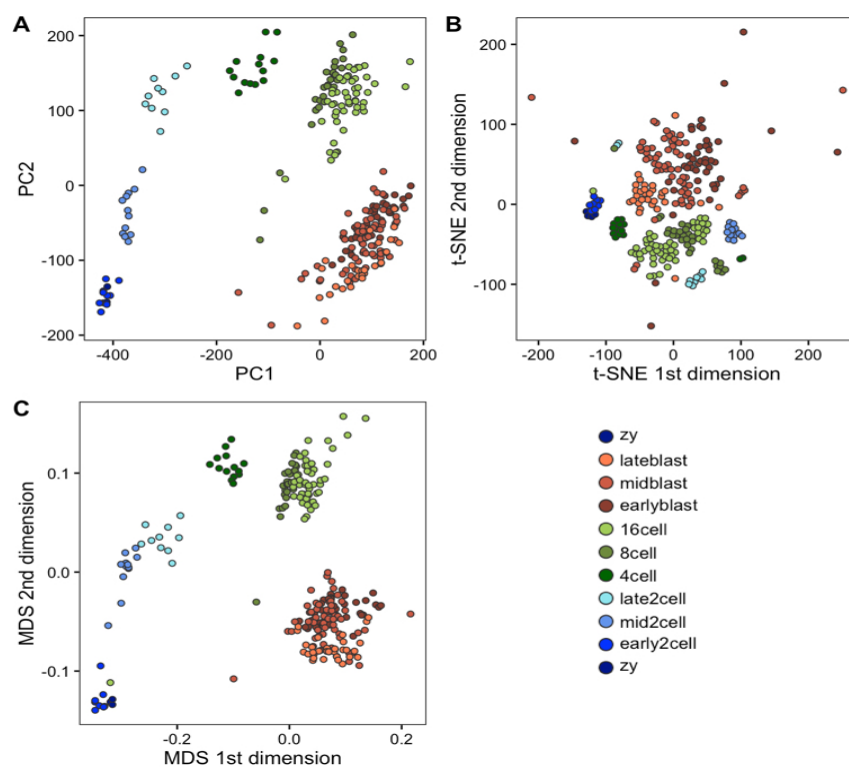 A
200
100
0
-100
-200
PC2
-400
-200
0
200
PC1
B
200
100
0
-100
t-SNE 2nd dimension
-200
-100
0
100
200
t-SNE 1st dimension
C
0.1
0.0
-0.1
MDS 2nd dimension
-0.2
0.0
0.2
MDS 1st dimension
zy
lateblast
midblast
earlyblast
16cell
8cell
4cell
late2cell
mid2cell
early2cell
zy